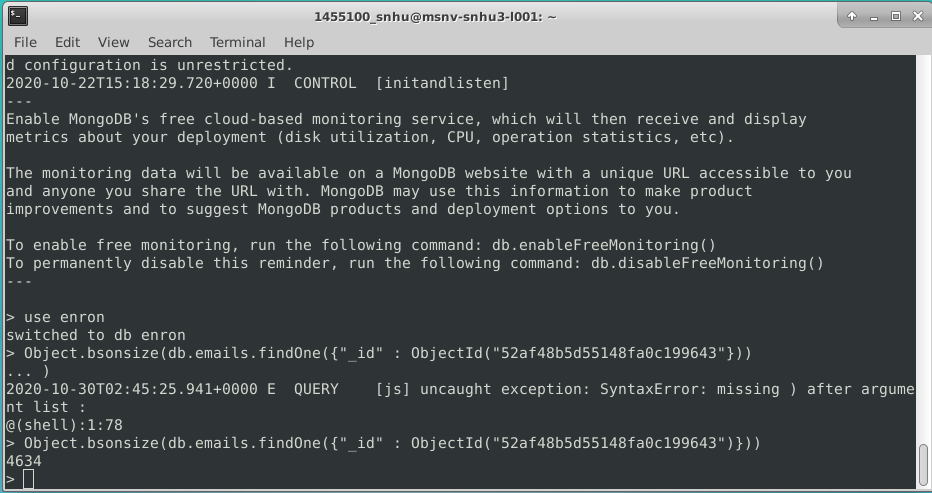 1455100_snhu@msnv-snhu3-l001: ~
File Edit View Search Terminal Help
d configuration is unrestricted.
2020-10-22T15:18:29.720+0000 I  CONTROL  [initandlisten]
---
Enable MongoDB's free cloud-based monitoring service, which will then receive and display
metrics about your deployment (disk utilization, CPU, operation statistics, etc).
The monitoring data will be available on a MongoDB website with a unique URL accessible to you
and anyone you share the URL with. MongoDB may use this information to make product
improvements and to suggest MongoDB products and deployment options to you.
To enable free monitoring, run the following command: db.enableFreeMonitoring()
To permanently disable this reminder, run the following command: db.disableFreeMonitoring()
---
> use enron
switched to db enron
> Object.bsonsize(db.emails.findOne({"_id" : ObjectId("52af48b5d55148fa0c199643"}))
... )
2020-10-30T02:45:25.941+0000 E  QUERY    [js] uncaught exception: SyntaxError: missing ) after argume
nt list :
@(shell):1:78
> Object.bsonsize(db.emails.findOne({"_id" : ObjectId("52af48b5d55148fa0c199643")}))
4634
>